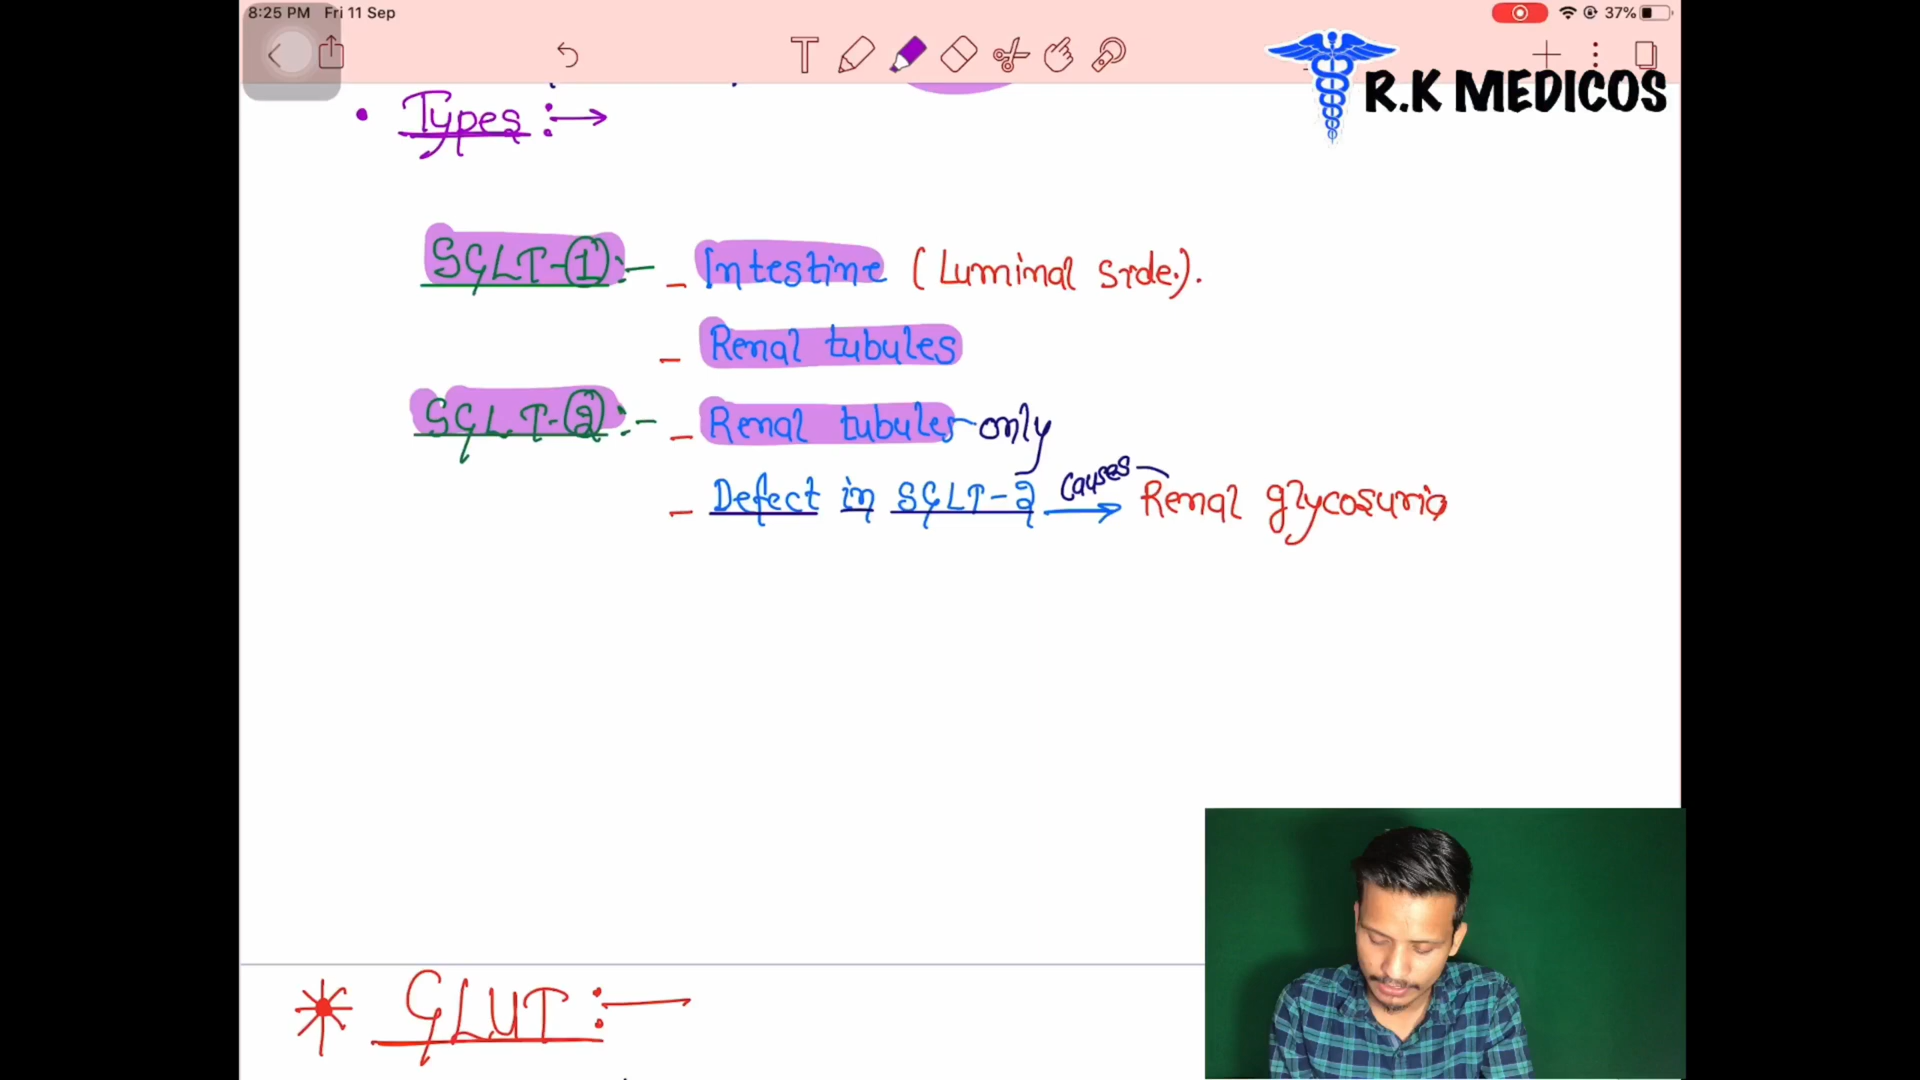 8:25 PM Fri 11 Sep
37%
R.K MEDICOS
• Types :→
SGLT-1 :- - Intestine (Luminal side.).
- Renal tubules
SGLT-2 :- - Renal tubules - only
- Defect in SGLT-2 causes → Renal glycosuria
* GLUT :-